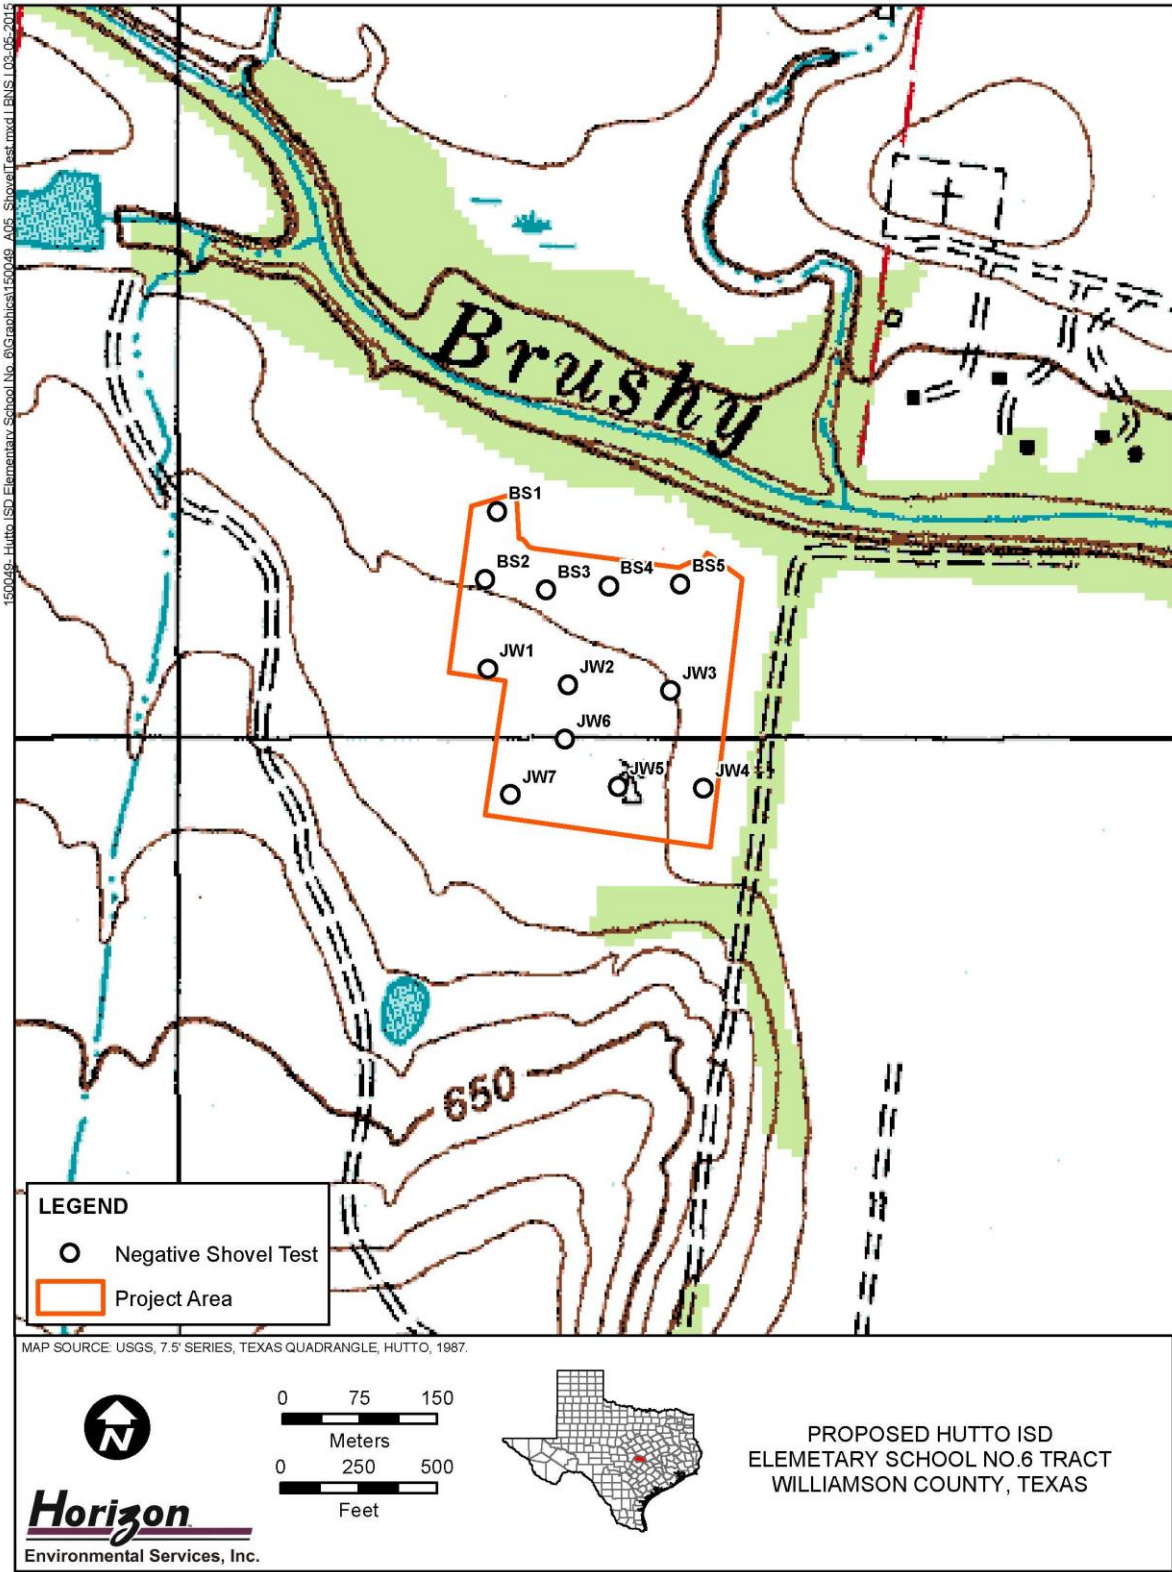 150049- Hutto ISD Elementary School No. 6\Graphics\150049_A05_ShovelTest.mxd | BNS | 03-05-2015
Brushy
BS1
BS2
BS3
BS4
BS5
JW1
JW2
JW3
JW6
JW7
JW5
JW4
650
LEGEND
Negative Shovel Test
Project Area
MAP SOURCE: USGS, 7.5' SERIES, TEXAS QUADRANGLE, HUTTO, 1987.
N
0 75 150
Meters
0 250 500
Feet
Horizon
Environmental Services, Inc.
PROPOSED HUTTO ISD
ELEMETARY SCHOOL NO.6 TRACT
WILLIAMSON COUNTY, TEXAS